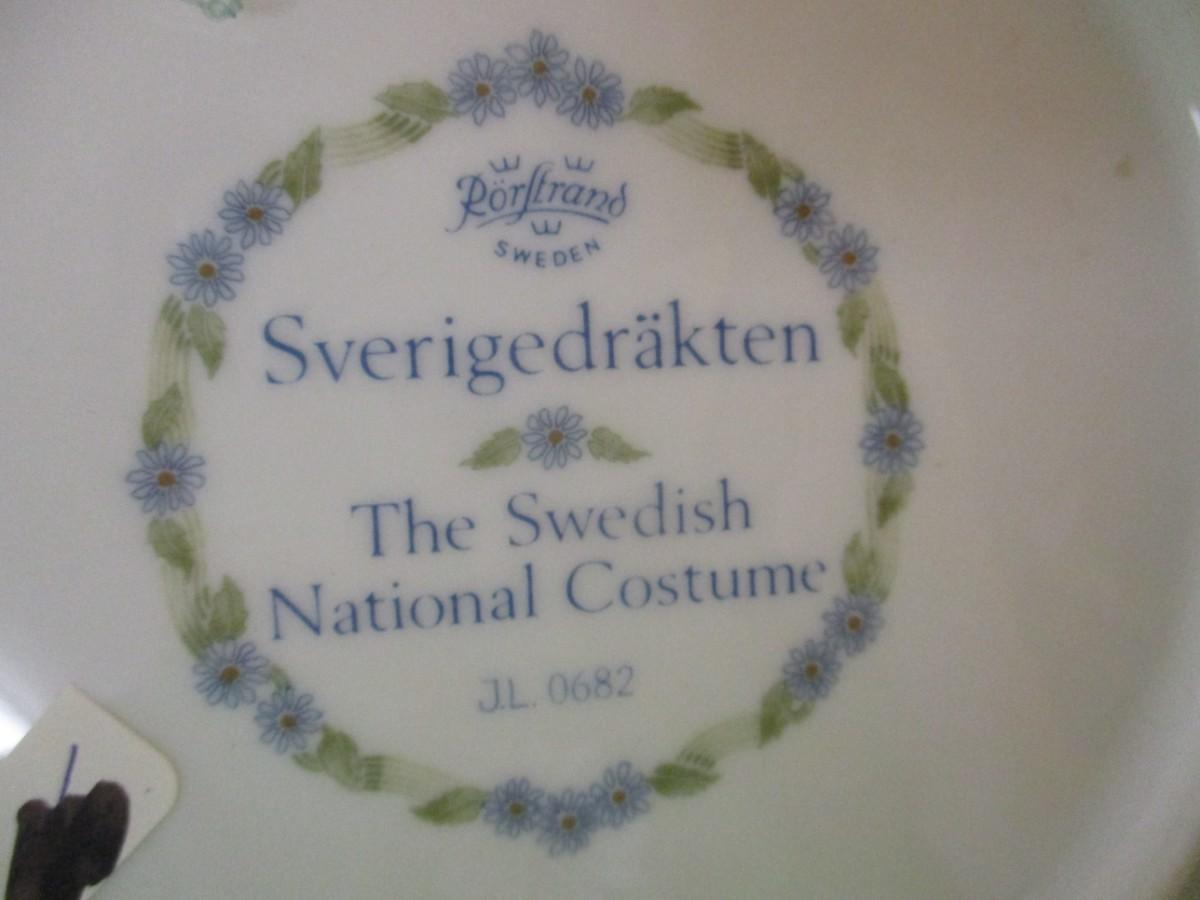 Rörstrand
SWEDEN
Sverigedräkten
The Swedish
National Costume
J.L. 0682